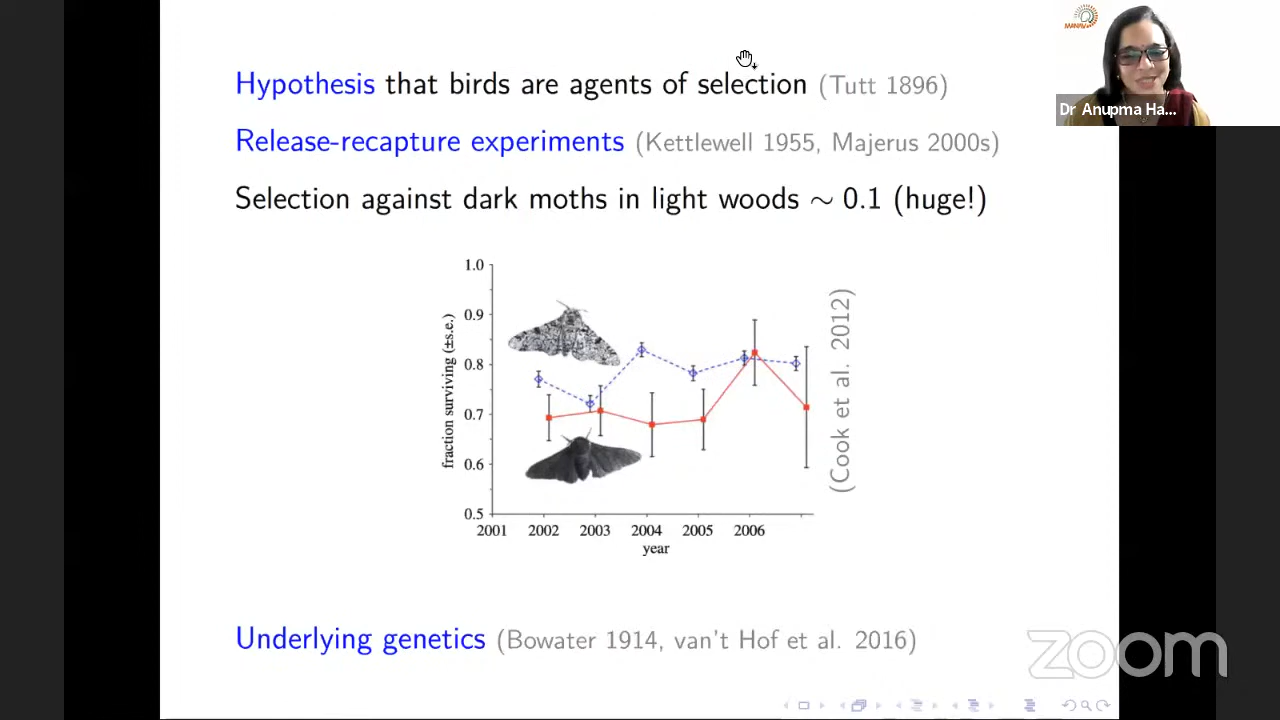 Hypothesis that birds are agents of selection (Tutt 1896)
Release-recapture experiments (Kettlewell 1955, Majerus 2000s)
Selection against dark moths in light woods ∼ 0.1 (huge!)
1.0
0.9
0.8
0.7
0.6
0.5
fraction surviving (±s.e.)
2001 2002 2003 2004 2005 2006
year
(Cook et al. 2012)
Underlying genetics (Bowater 1914, van't Hof et al. 2016)
MANAV
Dr Anupma Ha...
zoom